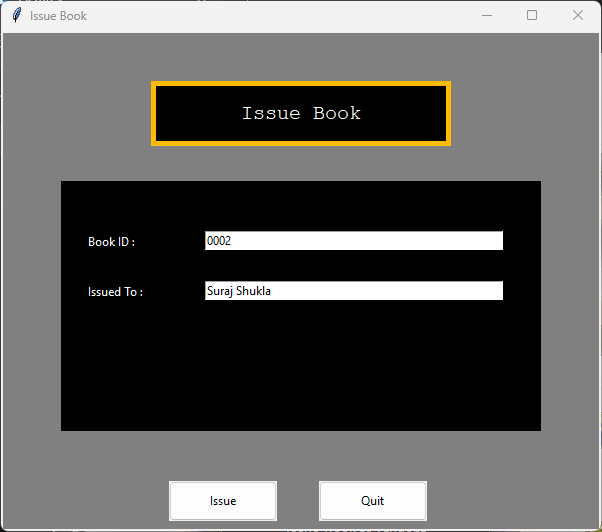 Issue Book
Issue Book
Book ID : 0002
Issued To : Suraj Shukla
Issue Quit